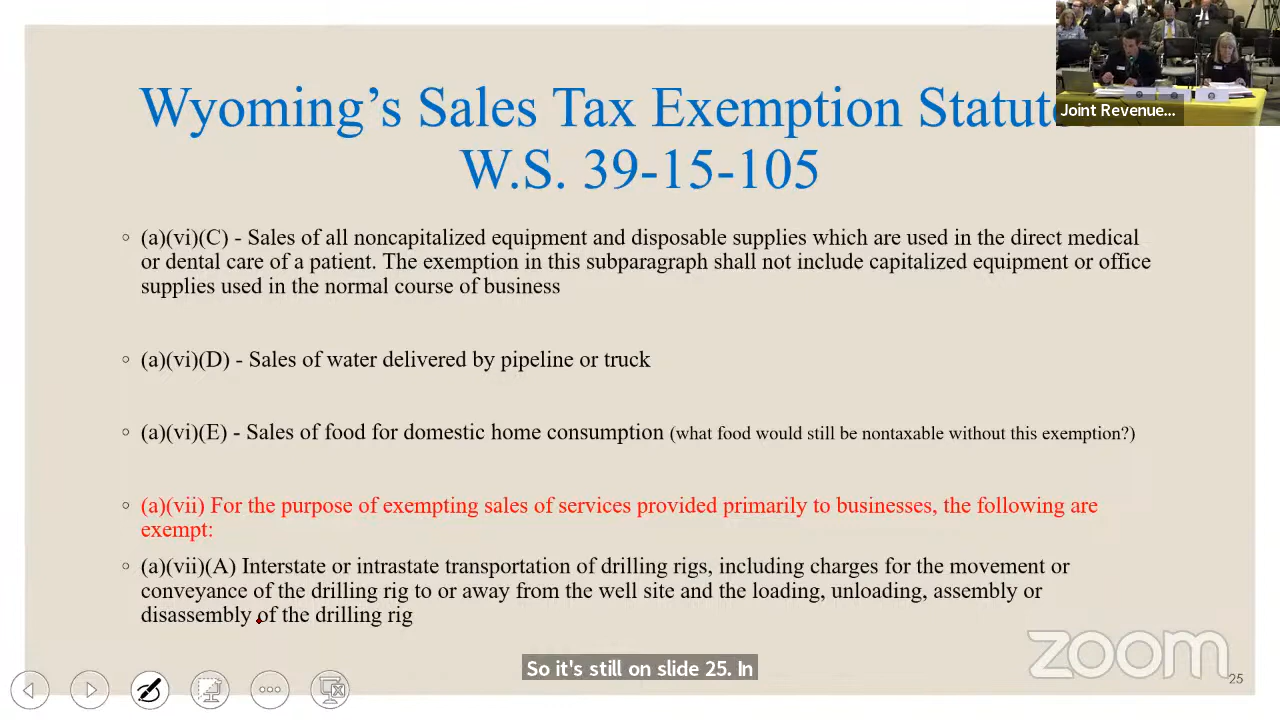 Wyoming's Sales Tax Exemption Statute
W.S. 39-15-105
Joint Revenue...
◦ (a)(vi)(C) - Sales of all noncapitalized equipment and disposable supplies which are used in the direct medical
or dental care of a patient. The exemption in this subparagraph shall not include capitalized equipment or office
supplies used in the normal course of business
◦ (a)(vi)(D) - Sales of water delivered by pipeline or truck
◦ (a)(vi)(E) - Sales of food for domestic home consumption (what food would still be nontaxable without this exemption?)
◦ (a)(vii) For the purpose of exempting sales of services provided primarily to businesses, the following are
exempt:
◦ (a)(vii)(A) Interstate or intrastate transportation of drilling rigs, including charges for the movement or
conveyance of the drilling rig to or away from the well site and the loading, unloading, assembly or
disassembly of the drilling rig
So it's still on slide 25. In
zoom
25